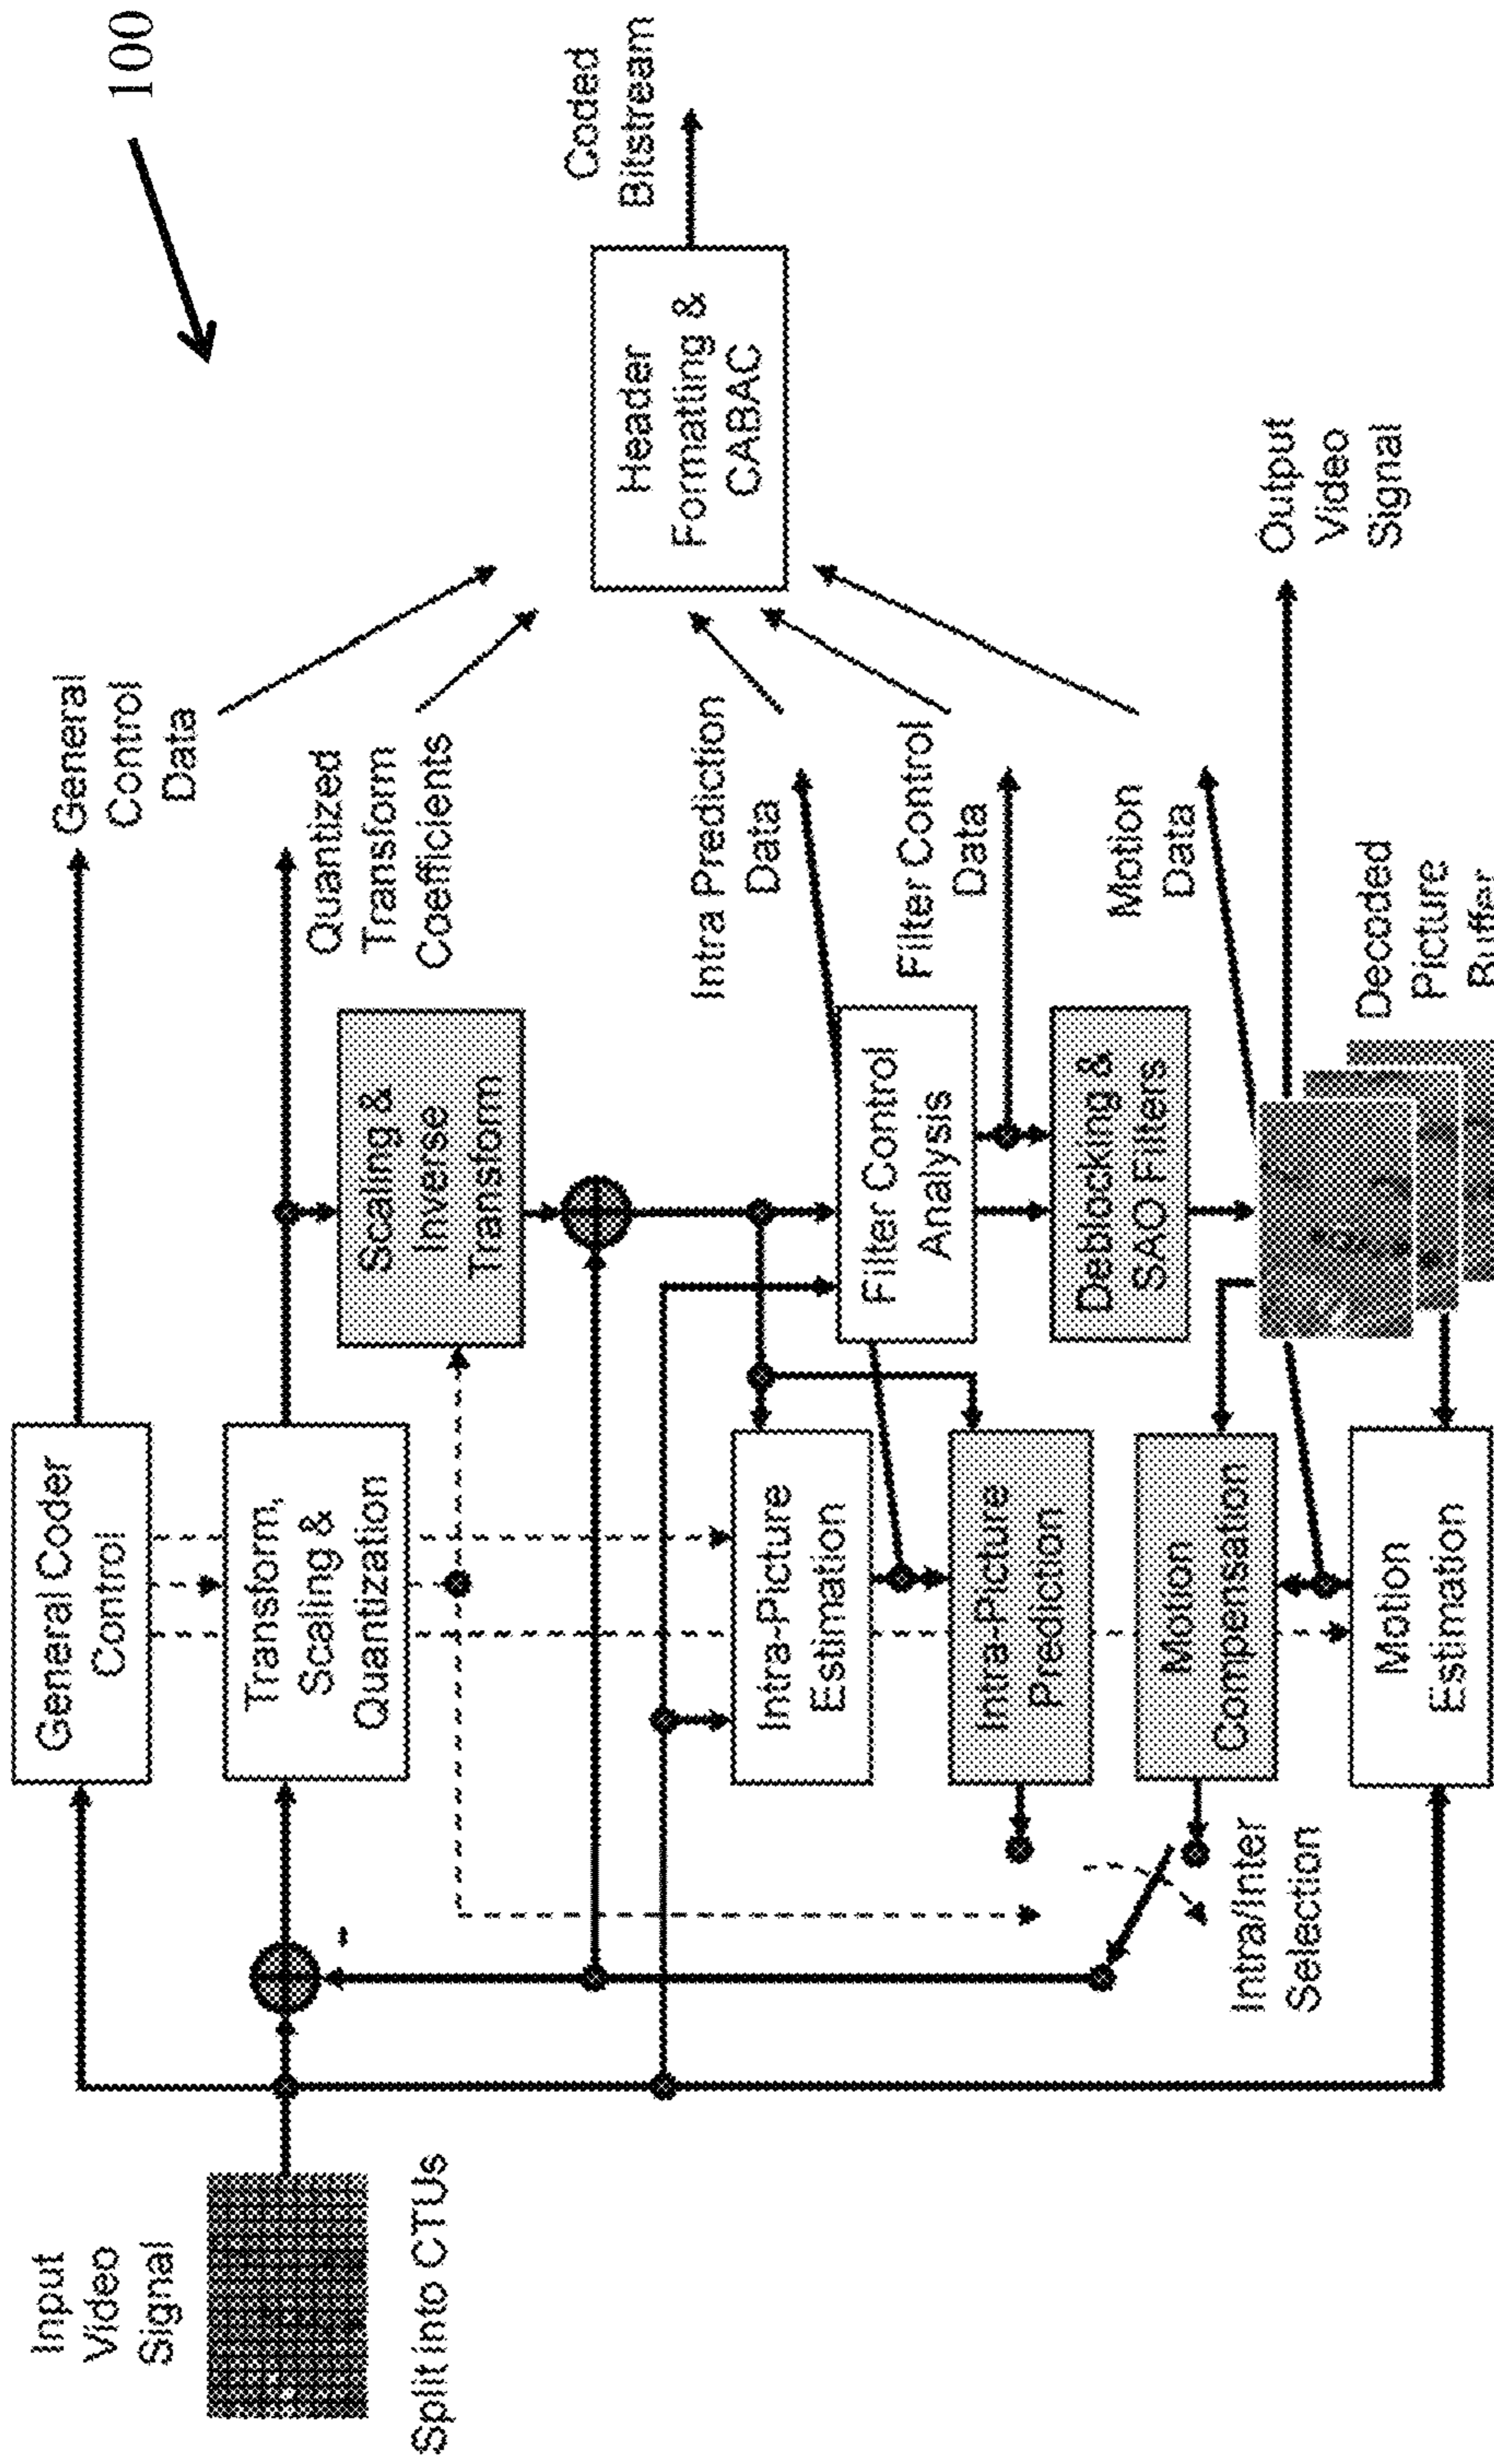 100
Input
Video
Signal
Split into CTUs
General Coder
Control
Transform,
Scaling &
Quantization
General
Control
Data
Quantized
Transform
Coefficients
Scaling &
Inverse
Transform
Header
Formatting &
CABAC
Coded
Bitstream
Intra-Picture
Estimation
Intra-Picture
Prediction
Motion
Compensation
Motion
Estimation
Intra/Inter
Selection
-
Filter Control
Analysis
Deblocking &
SAO Filters
Intra Prediction
Data
Filter Control
Data
Motion
Data
Output
Video
Signal
Decoded
Picture
Buffer